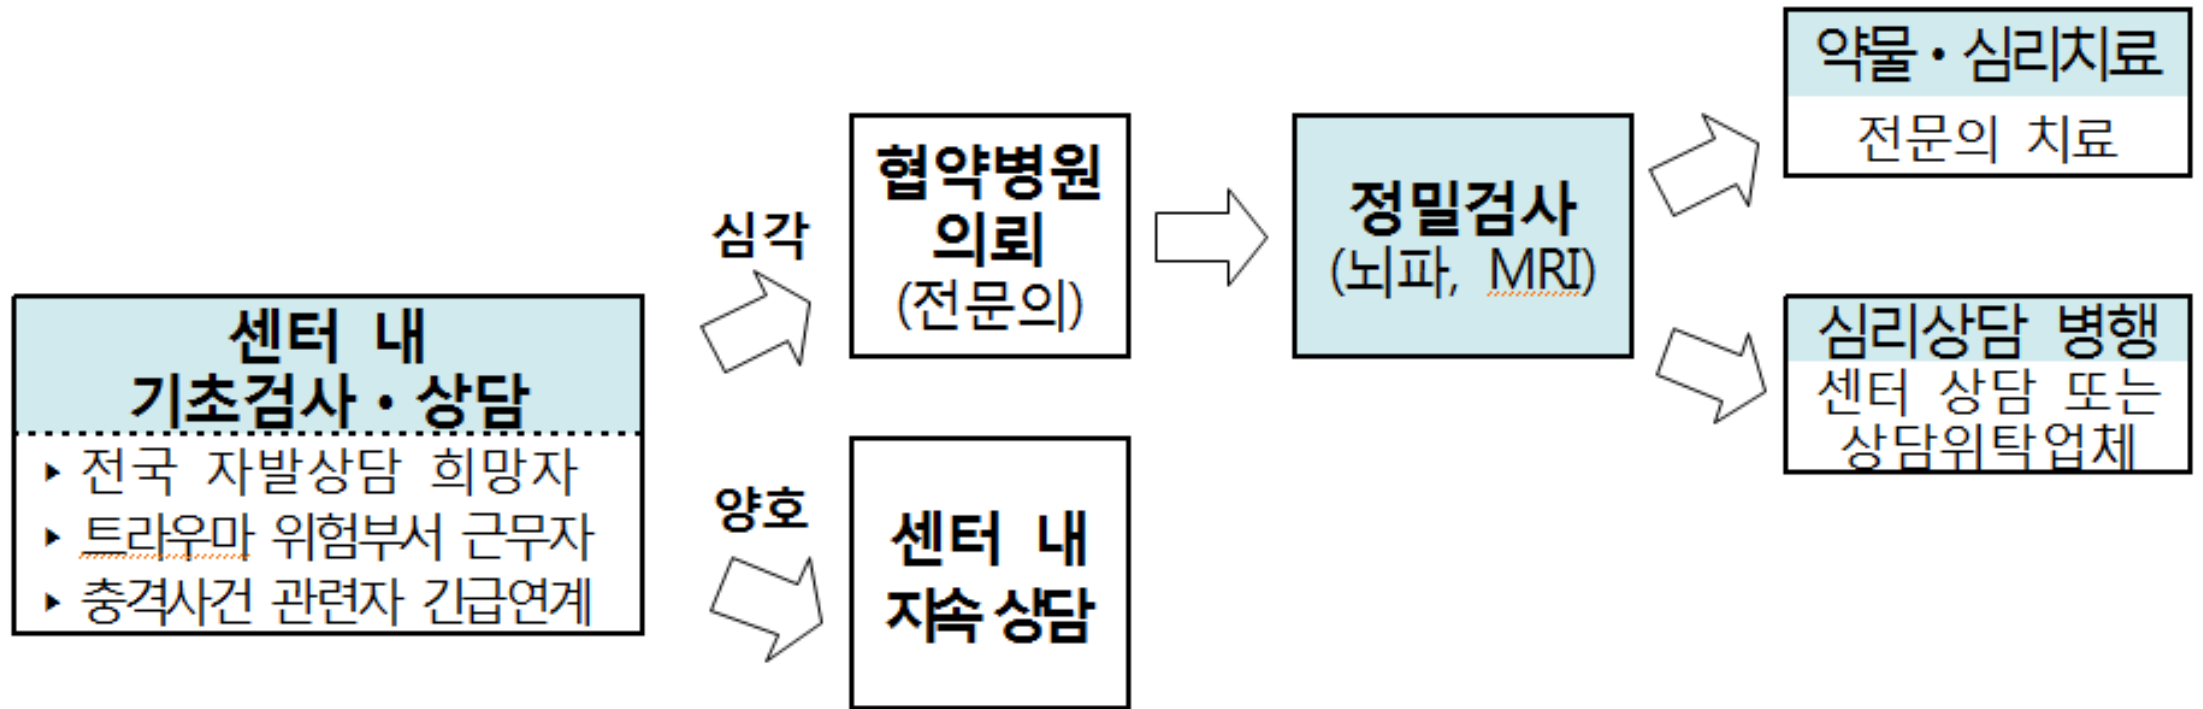 센터 내
기초검사·상담
▸ 전국 자발상담 희망자
▸ 트라우마 위험부서 근무자
▸ 충격사건 관련자 긴급연계
심각
협약병원
의뢰
(전문의)
양호
센터 내
지속 상담
정밀검사
(뇌파, MRI)
약물·심리치료
전문의 치료
심리상담 병행
센터 상담 또는
상담위탁업체